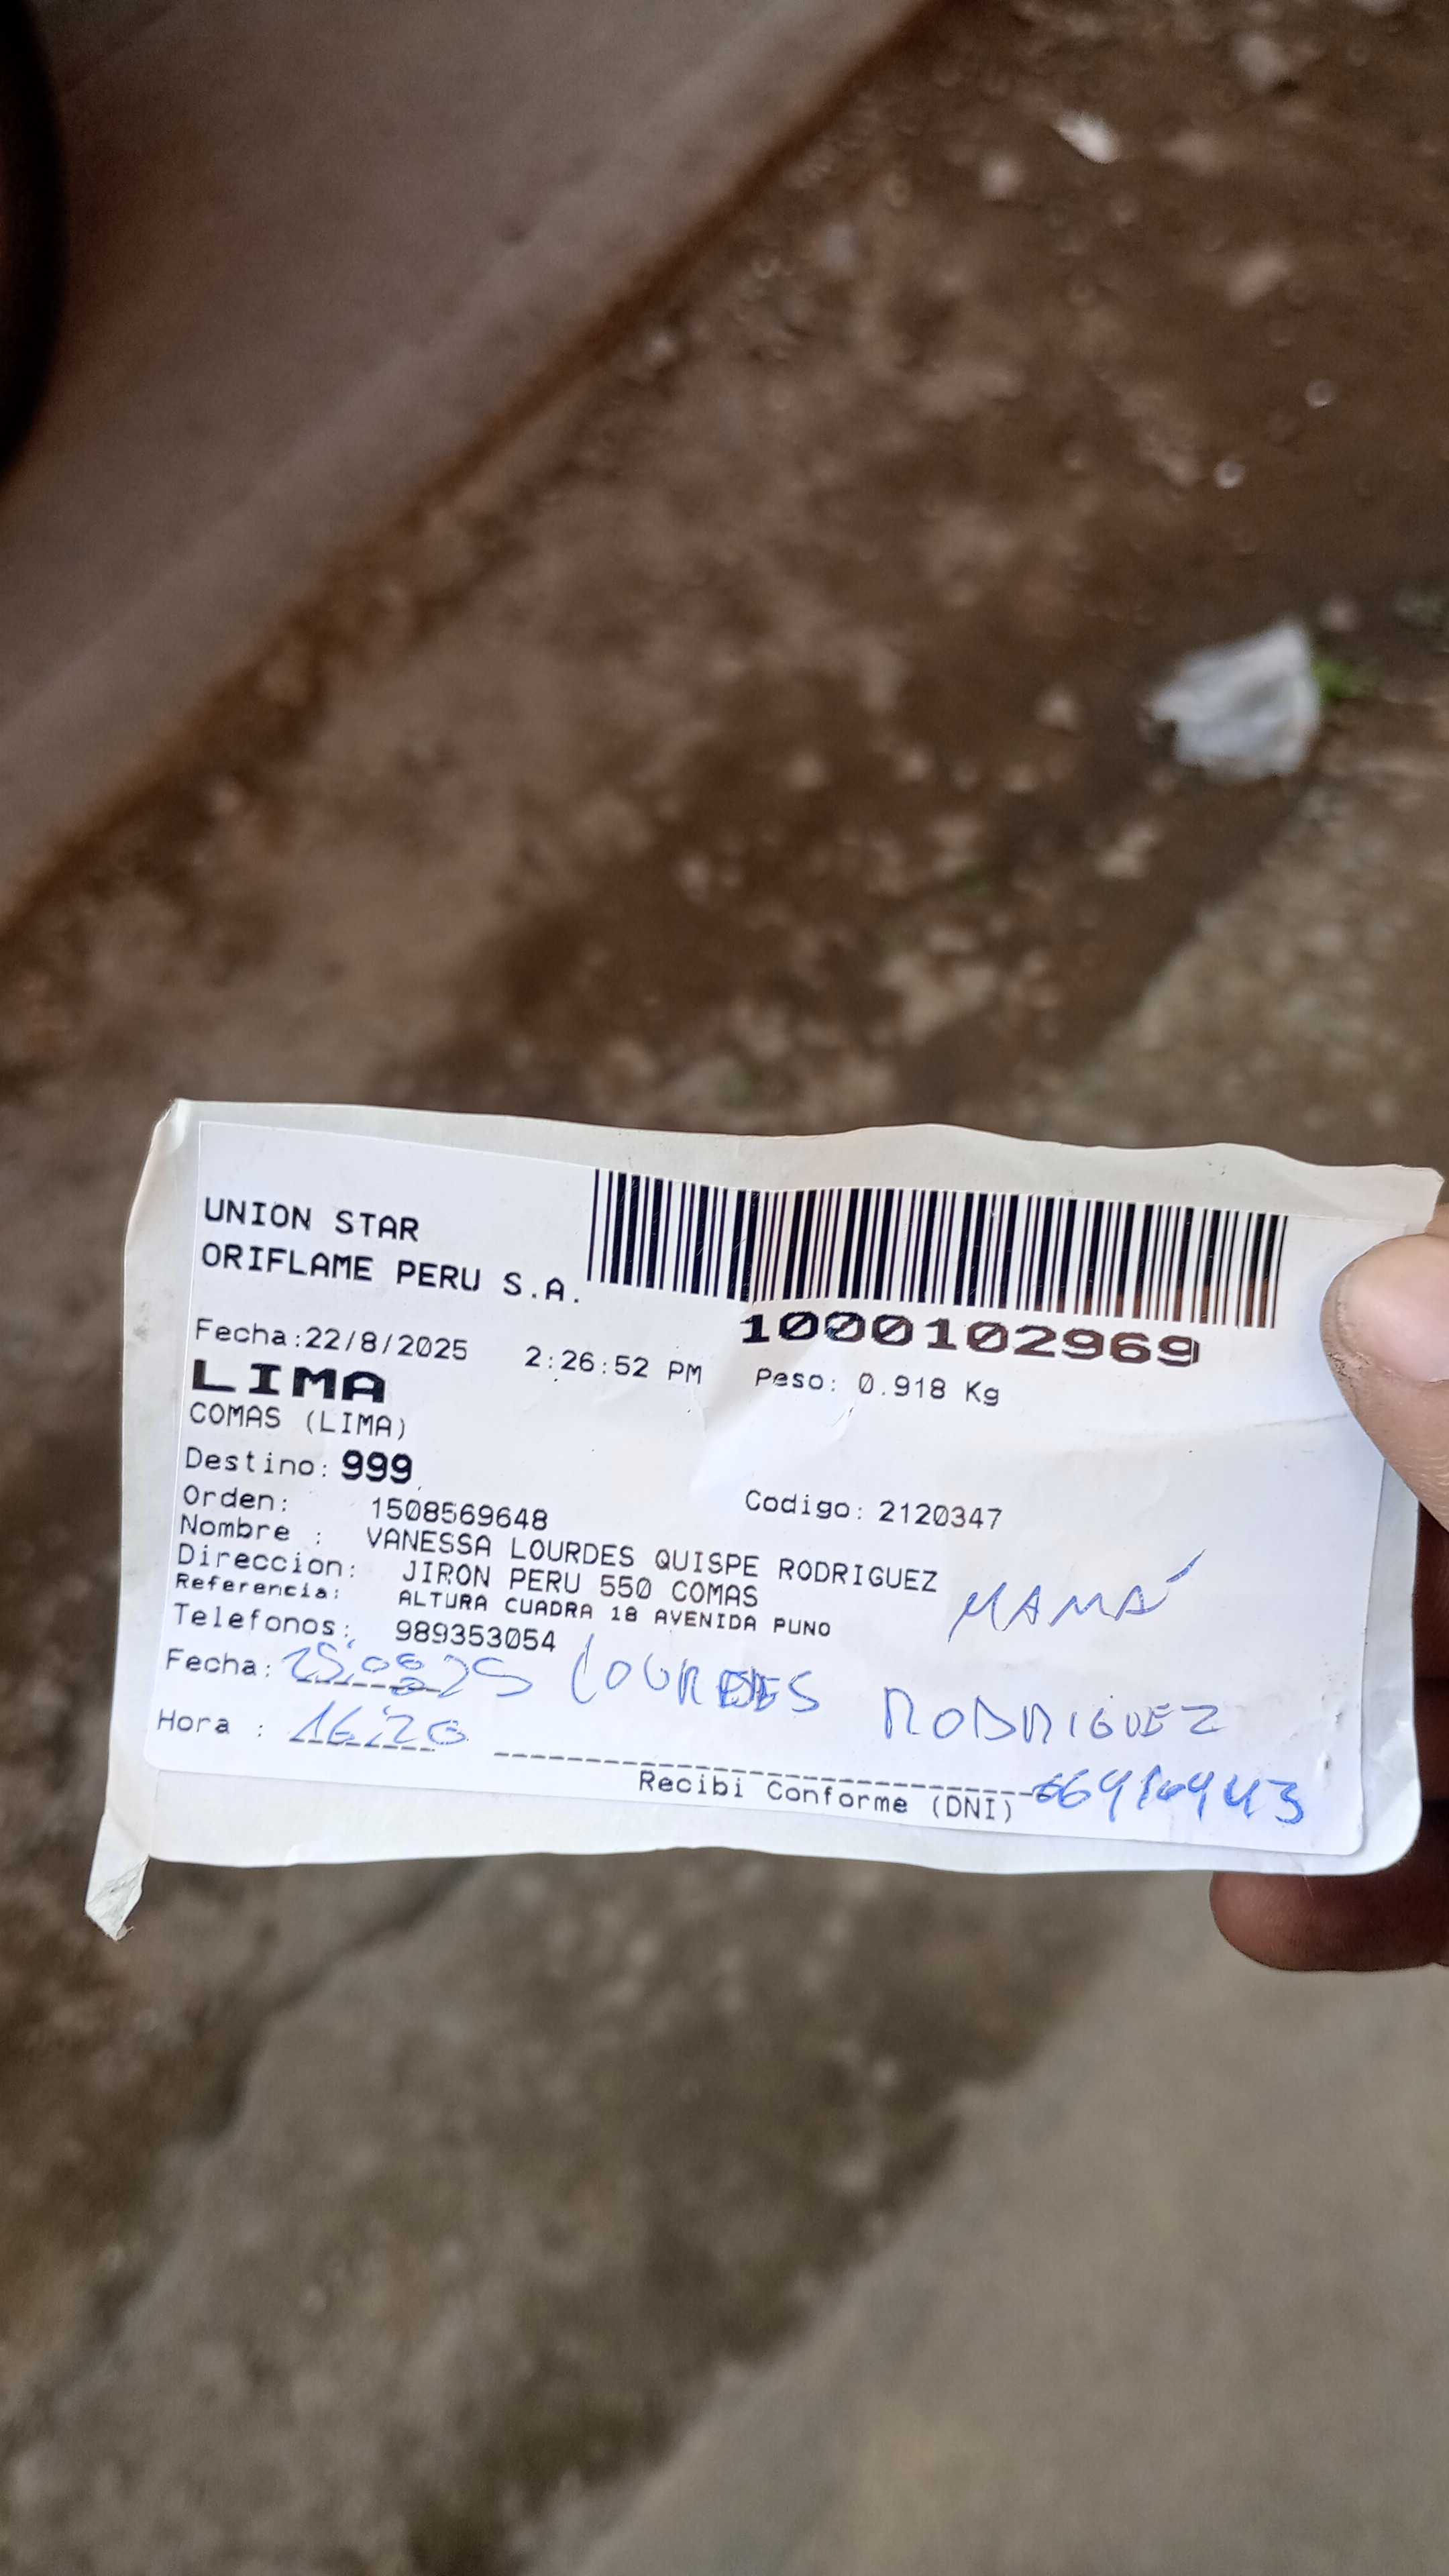 UNION STAR
ORIFLAME PERU S.A.
1000102969
Fecha:22/8/2025 2:26:52 PM Peso: 0.918 Kg
LIMA
COMAS (LIMA)
Destino: 999
Orden: 1508569648 Codigo: 2120347
Nombre : VANESSA LOURDES QUISPE RODRIGUEZ
Direccion: JIRON PERU 550 COMAS
Referencia: ALTURA CUADRA 18 AVENIDA PUNO
MAMÁ
Telefonos: 989353054
Fecha: LOURDES RODRIGUEZ
Hora :
Recibi Conforme (DNI)